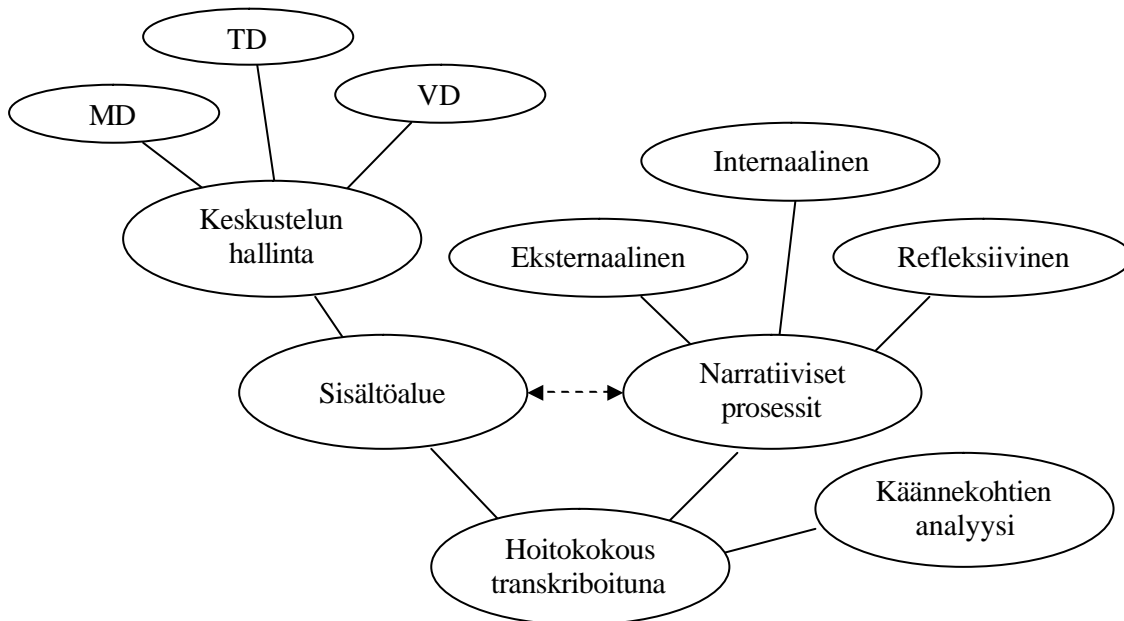 TD
MD
VD
Internaalinen
Keskustelun
hallinta
Eksternaalinen
Refleksiivinen
Sisältöalue
Narratiiviset
prosessit
Käännekohtien
analyysi
Hoitokokous
transkriboituna